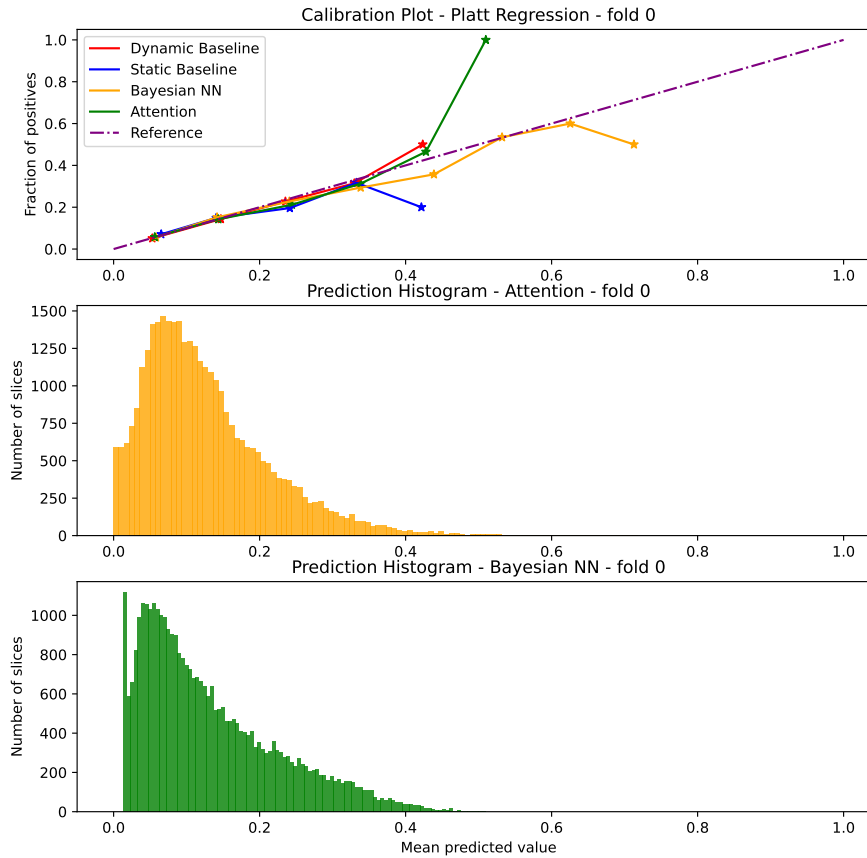 Calibration Plot - Platt Regression - fold 0
Fraction of positives
1.0
0.8
0.6
0.4
0.2
0.0
Dynamic Baseline
Static Baseline
Bayesian NN
Attention
Reference
0.0 0.2 0.4 0.6 0.8 1.0
Prediction Histogram - Attention - fold 0
Number of slices
1500
1250
1000
750
500
250
0
0.0 0.2 0.4 0.6 0.8 1.0
Prediction Histogram - Bayesian NN - fold 0
Number of slices
1000
800
600
400
200
0
0.0 0.2 0.4 0.6 0.8 1.0
Mean predicted value